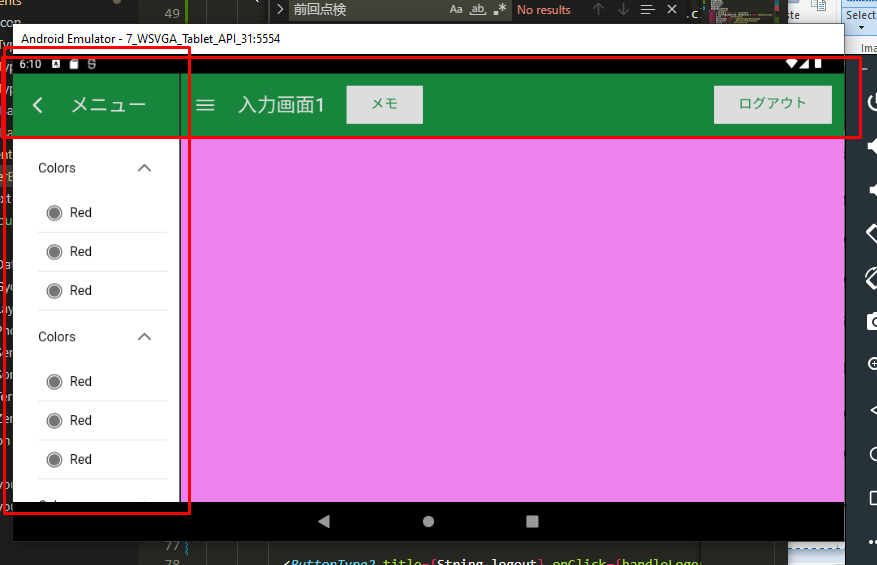 49
前回点検
Aa
ab
No results
Select
Android Emulator - 7_WSVGA_Tablet_API_31:5554
6:10
メニュー
入力画面1
メモ
ログアウト
Colors
Red
Red
Red
Colors
Red
Red
Red
77
78
<ButtonType2 title={String.logout} onClick={handleLogou